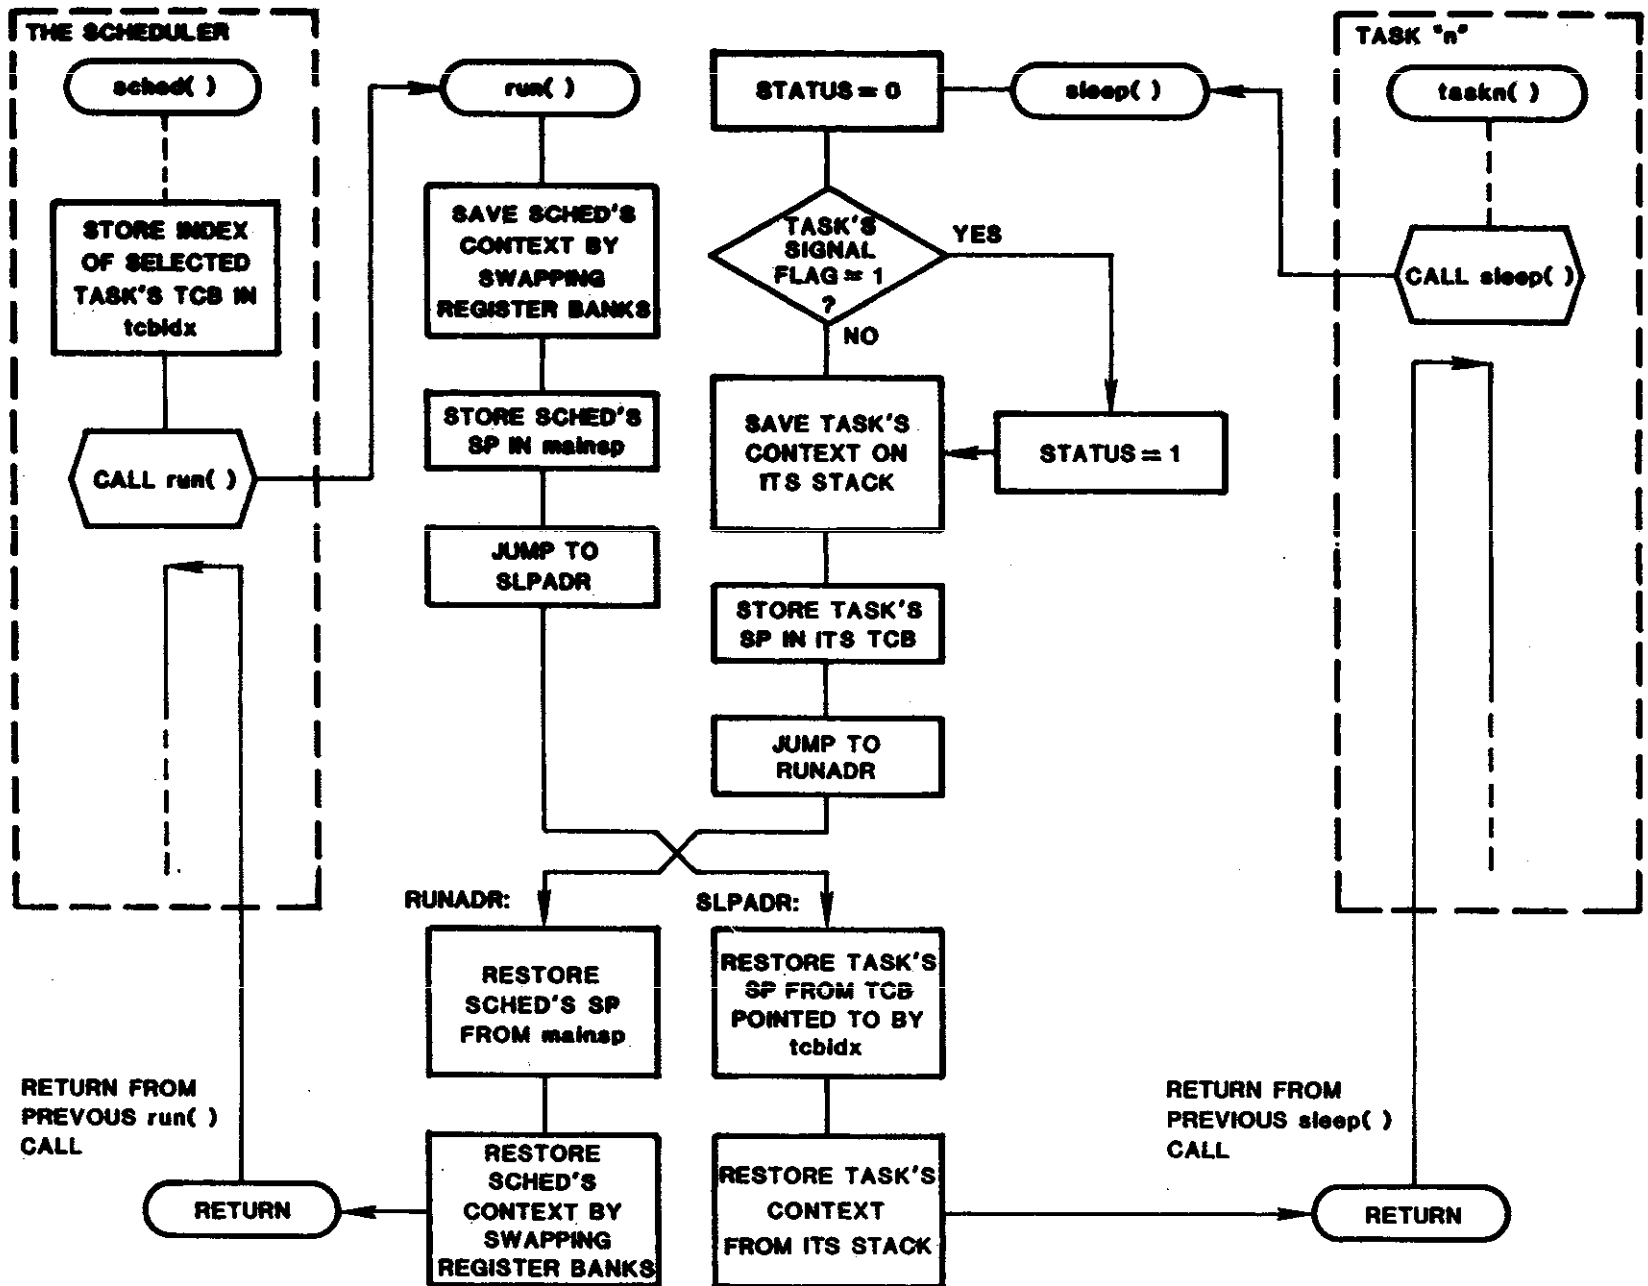 THE SCHEDULER
sched( )
STORE INDEX
OF SELECTED
TASK'S TCB IN
tcbidx
CALL run( )
run( )
SAVE SCHED'S
CONTEXT BY
SWAPPING
REGISTER BANKS
STORE SCHED'S
SP IN mainsp
JUMP TO
SLPADR
STATUS = 0
sleep( )
TASK'S
SIGNAL
FLAG = 1
?
YES
NO
SAVE TASK'S
CONTEXT ON
ITS STACK
STATUS = 1
STORE TASK'S
SP IN ITS TCB
JUMP TO
RUNADR
TASK "n"
taskn( )
CALL sleep( )
RUNADR:
RESTORE
SCHED'S SP
FROM mainsp
RESTORE
SCHED'S
CONTEXT BY
SWAPPING
REGISTER BANKS
SLPADR:
RESTORE TASK'S
SP FROM TCB
POINTED TO BY
tcbidx
RESTORE TASK'S
CONTEXT
FROM ITS STACK
RETURN FROM
PREVOUS run( )
CALL
RETURN
RETURN FROM
PREVIOUS sleep( )
CALL
RETURN